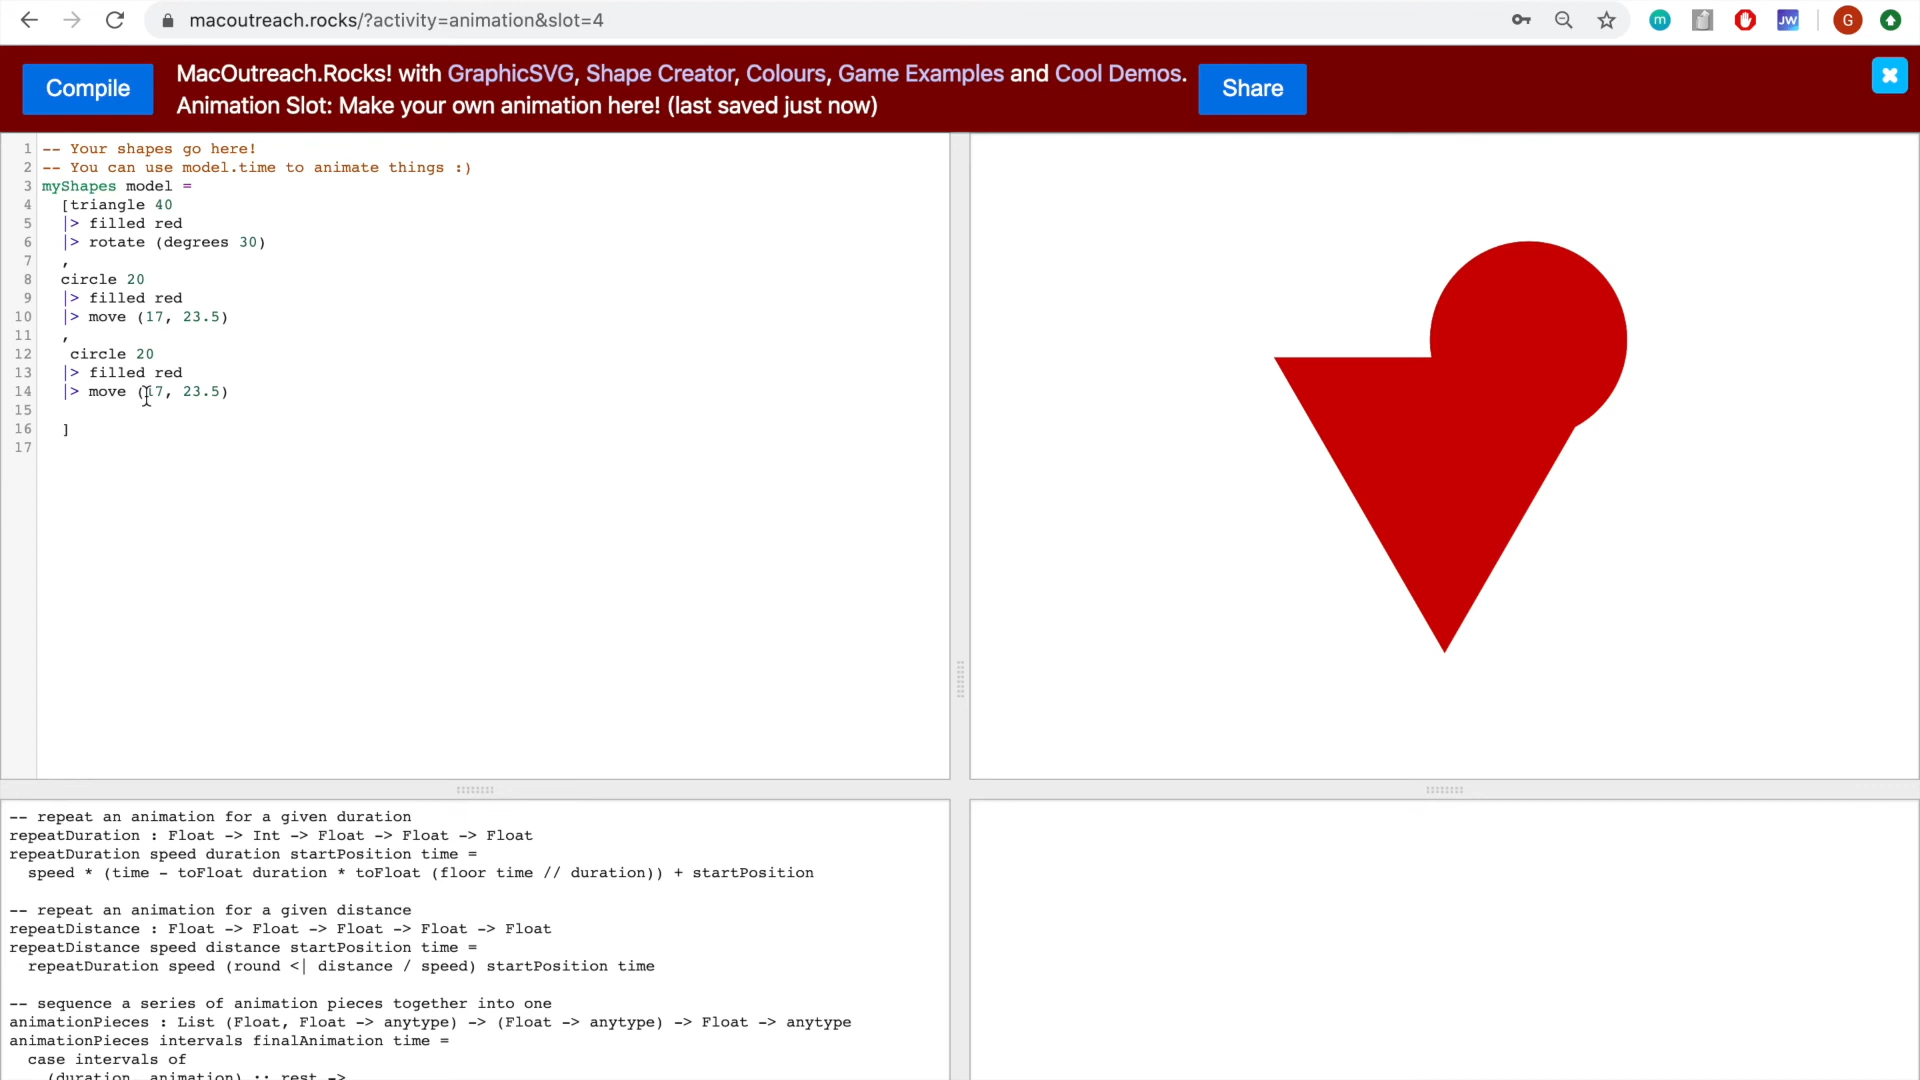 macoutreach.rocks/?activity=animation&slot=4
m
JW
G
Compile
MacOutreach.Rocks! with GraphicSVG, Shape Creator, Colours, Game Examples and Cool Demos.
Animation Slot: Make your own animation here! (last saved just now)
Share
1 -- Your shapes go here!
2 -- You can use model.time to animate things :)
3 myShapes model =
4 [triangle 40
5 |> filled red
6 |> rotate (degrees 30)
7 ,
8 circle 20
9 |> filled red
10 |> move (17, 23.5)
11 ,
12 circle 20
13 |> filled red
14 |> move (17, 23.5)
15
16 ]
17
-- repeat an animation for a given duration
repeatDuration : Float -> Int -> Float -> Float -> Float
repeatDuration speed duration startPosition time =
speed * (time - toFloat duration * toFloat (floor time // duration)) + startPosition
-- repeat an animation for a given distance
repeatDistance : Float -> Float -> Float -> Float -> Float
repeatDistance speed distance startPosition time =
repeatDuration speed (round <| distance / speed) startPosition time
-- sequence a series of animation pieces together into one
animationPieces : List (Float, Float -> anytype) -> (Float -> anytype) -> Float -> anytype
animationPieces intervals finalAnimation time =
case intervals of
(duration, animation) :: rest ->